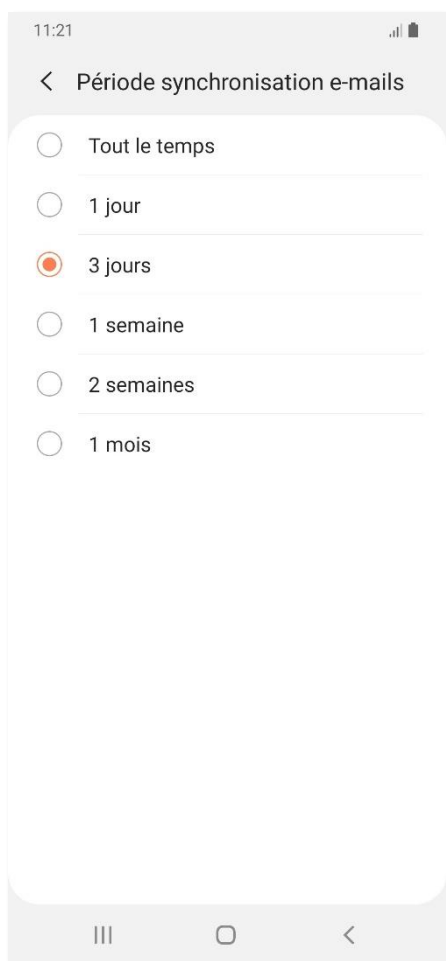 11:21
Période synchronisation e-mails
Tout le temps
1 jour
3 jours
1 semaine
2 semaines
1 mois